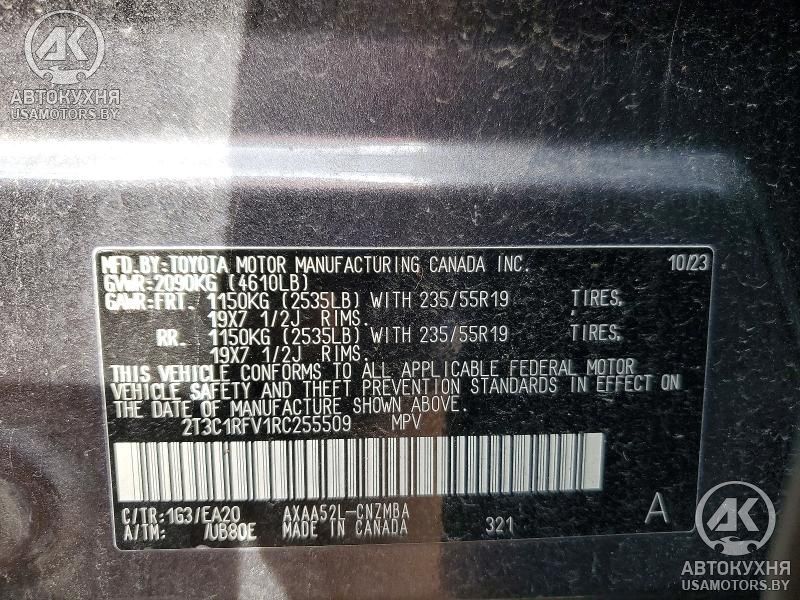 АК
АВТОКУХНЯ
USAMOTORS.BY
MFD.BY:TOYOTA MOTOR MANUFACTURING CANADA INC. 10/23
GVWR:2090KG (4610LB)
GAWR:FRT. 1150KG (2535LB) WITH 235/55R19 TIRES,
19X7 1/2J RIMS.
RR. 1150KG (2535LB) WITH 235/55R19 TIRES,
19X7 1/2J RIMS.
THIS VEHICLE CONFORMS TO ALL APPLICABLE FEDERAL MOTOR
VEHICLE SAFETY AND THEFT PREVENTION STANDARDS IN EFFECT ON
THE DATE OF MANUFACTURE SHOWN ABOVE.
2T3C1RFV1RC255509 MPV
C/TR:1G3/EA20 AXAA52L-CNZMBA A
A/TM: /UB80E MADE IN CANADA 321
АК
АВТОКУХНЯ
USAMOTORS.BY